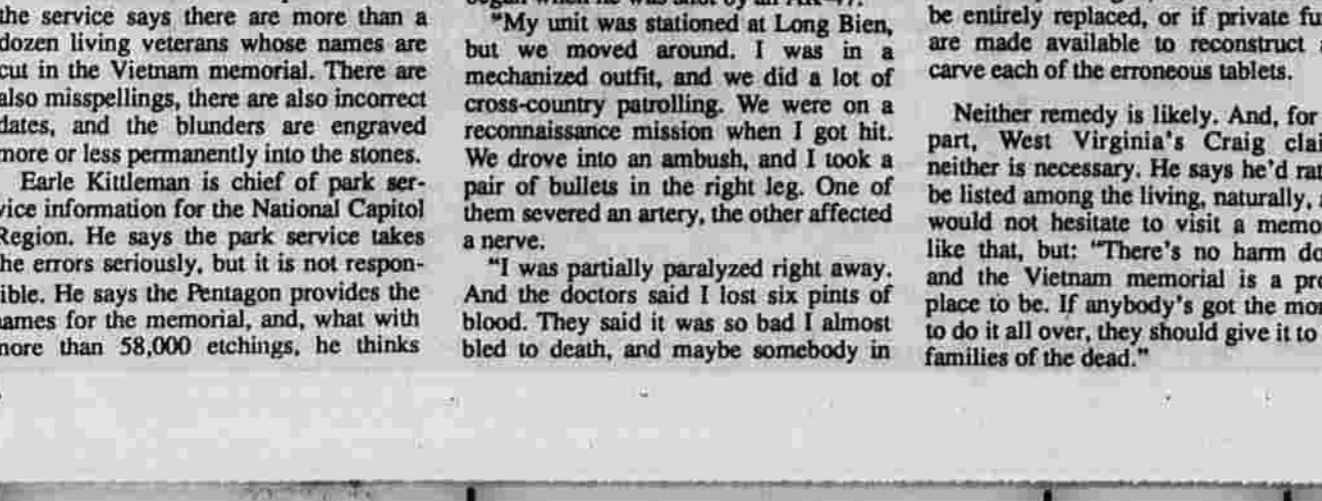 the service says there are more than a
dozen living veterans whose names are
cut in the Vietnam memorial. There are
also misspellings, there are also incorrect
dates, and the blunders are engraved
more or less permanently into the stones.
Earle Kittleman is chief of park ser-
vice information for the National Capitol
Region. He says the park service takes
he errors seriously, but it is not respon-
ible. He says the Pentagon provides the
ames for the memorial, and, what with
more than 58,000 etchings, he thinks
"My unit was stationed at Long Bien,
but we moved around. I was in a
mechanized outfit, and we did a lot of
cross-country patrolling. We were on a
reconnaissance mission when I got hit.
We drove into an ambush, and I took a
pair of bullets in the right leg. One of
them severed an artery, the other affected
a nerve.
"I was partially paralyzed right away.
And the doctors said I lost six pints of
blood. They said it was so bad I almost
bled to death, and maybe somebody in
be entirely replaced, or if private fu
are made available to reconstruct
carve each of the erroneous tablets.
Neither remedy is likely. And, for
part, West Virginia's Craig clai
neither is necessary. He says he'd rat
be listed among the living, naturally,
would not hesitate to visit a memo
like that, but: "There's no harm do
and the Vietnam memorial is a pro
place to be. If anybody's got the mo
to do it all over, they should give it to
families of the dead."